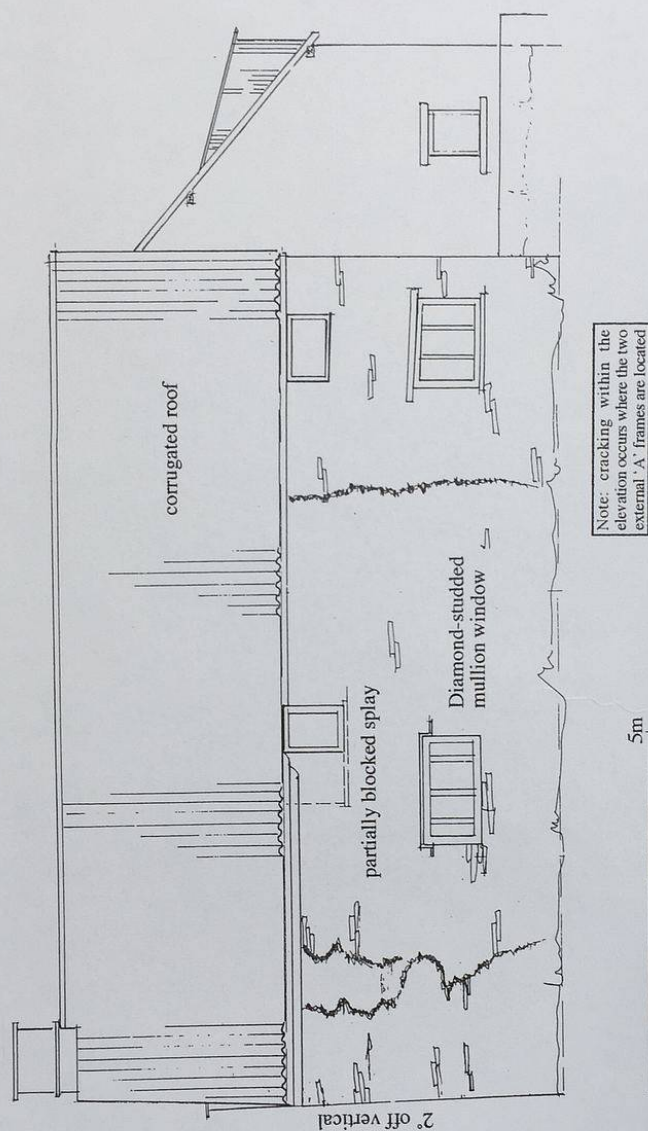 corrugated roof
partially blocked splay
Diamond-studded
mullion window
2° off vertical
Note: cracking within the
elevation occurs where the two
external 'A' frames are located
5m